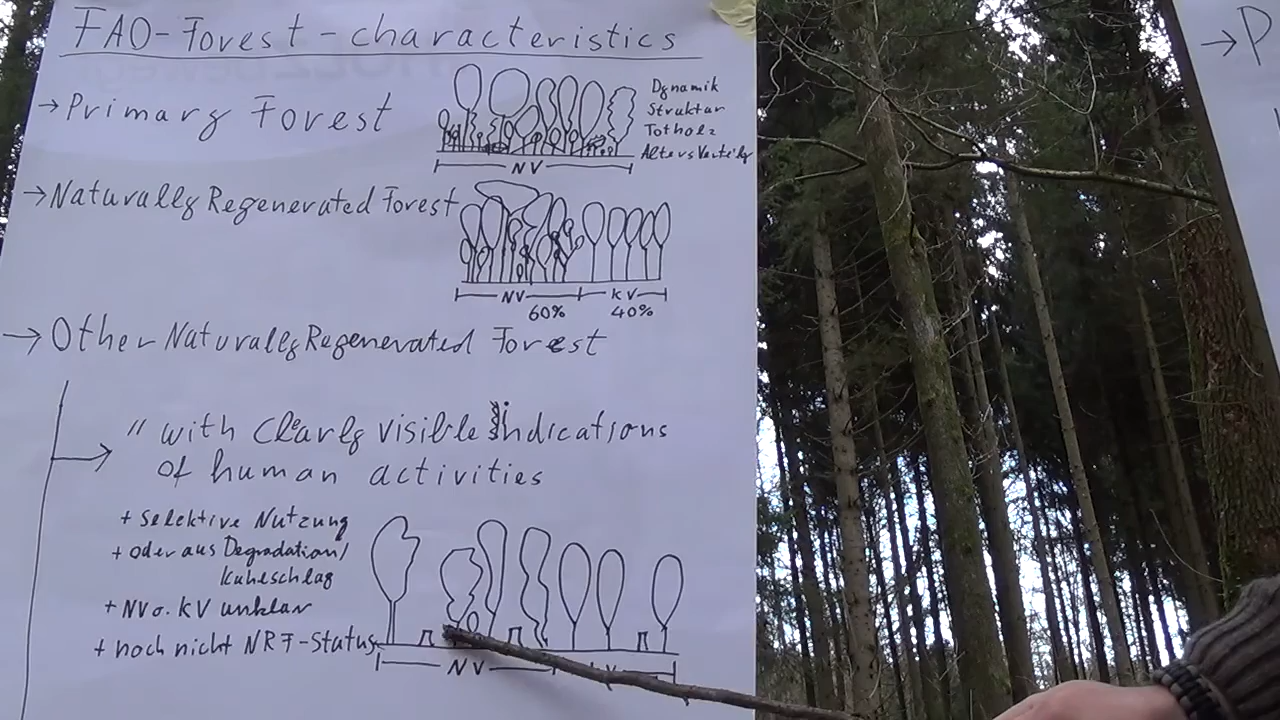 FAO-Forest-characteristics
→ Primary Forest
Dynamik
Struktur
Totholz
Altersverteilg
NV
→ Naturally Regenerated Forest
NV kV
60% 40%
→ Other Naturally Regenerated Forest
→ " with Clearly visible indications
of human activities
+ selektive Nutzung
+ oder aus Degradation/
Kahlschlag
+ NV o. kV unklar
+ noch nicht NRF-Status
NV
→ P